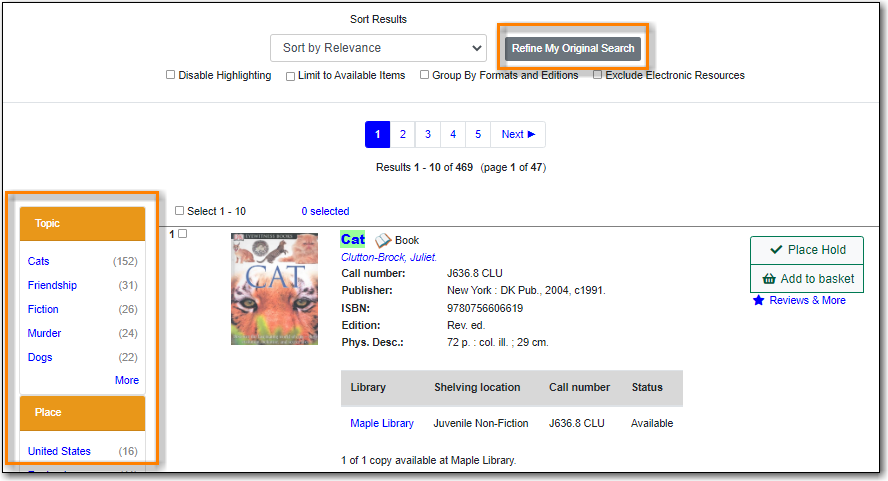 Sort Results
Sort by Relevance
Refine My Original Search
Disable Highlighting Limit to Available Items Group By Formats and Editions Exclude Electronic Resources
1 2 3 4 5 Next ►
Results 1 - 10 of 469 (page 1 of 47)
Select 1 - 10 0 selected
Topic
Cats (152)
Friendship (31)
Fiction (26)
Murder (24)
Dogs (22)
More
Place
United States (16)
1
EYEWITNESS BOOKS
CAT
Cat Book
Clutton-Brock, Juliet.
Call number: J636.8 CLU
Publisher: New York : DK Pub., 2004, c1991.
ISBN: 9780756606619
Edition: Rev. ed.
Phys. Desc.: 72 p. : col. ill. ; 29 cm.
Place Hold
Add to basket
Reviews & More
Library Shelving location Call number Status
Maple Library Juvenile Non-Fiction J636.8 CLU Available
1 of 1 copy available at Maple Library.